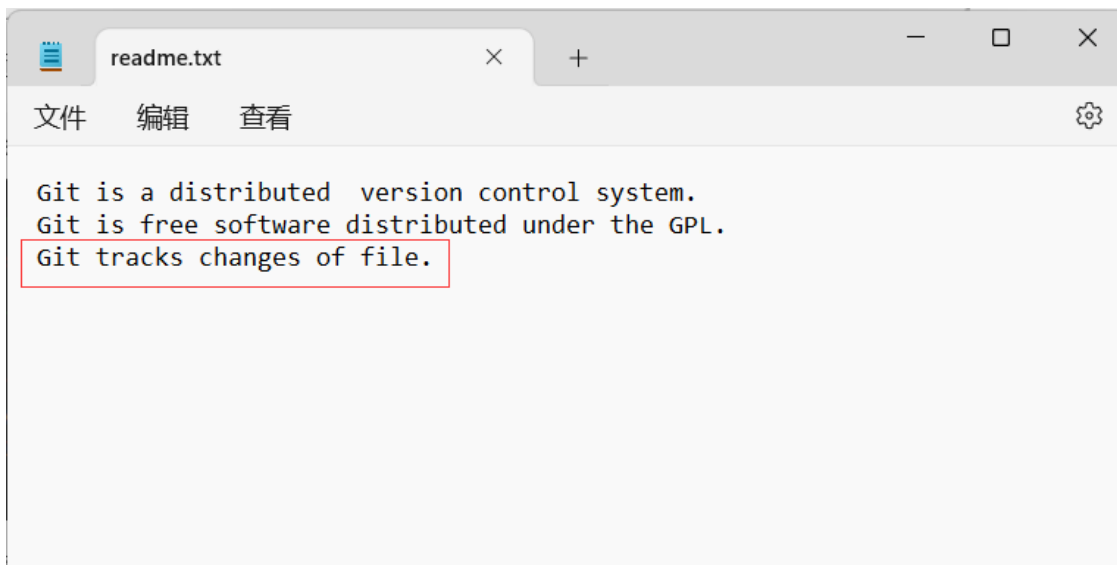 readme.txt
文件 编辑 查看
Git is a distributed  version control system.
Git is free software distributed under the GPL.
Git tracks changes of file.